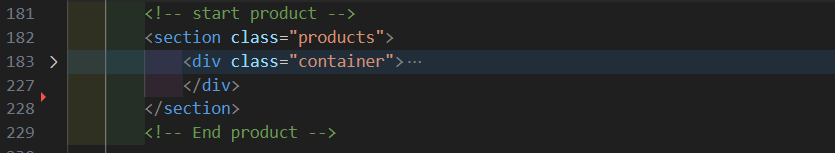 181 <!-- start product -->
182 <section class="products">
183 <div class="container">⋯
227 </div>
228 </section>
229 <!-- End product -->